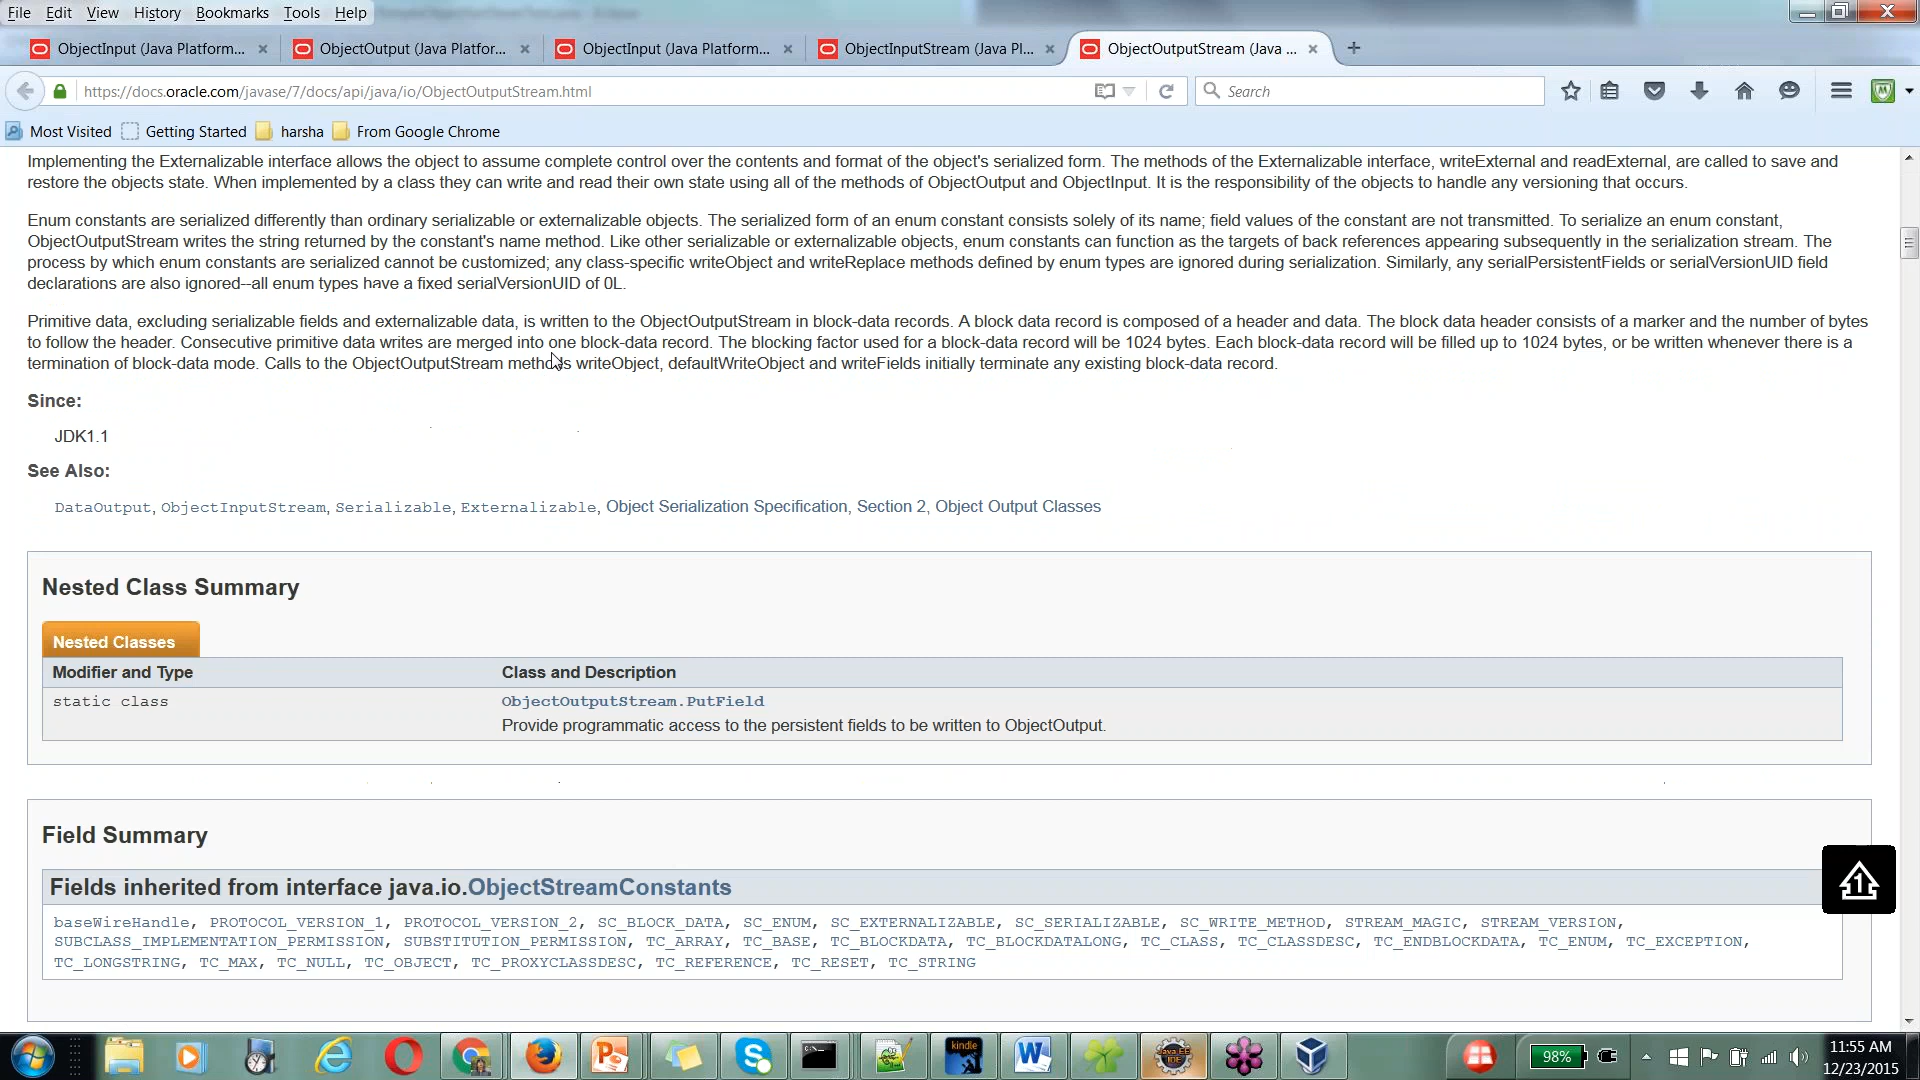 File Edit View History Bookmarks Tools Help
ObjectInput (Java Platform... ObjectOutput (Java Platfor... ObjectInput (Java Platform... ObjectInputStream (Java Pl... ObjectOutputStream (Java ...
https://docs.oracle.com/javase/7/docs/api/java/io/ObjectOutputStream.html Search
Most Visited Getting Started harsha From Google Chrome
Implementing the Externalizable interface allows the object to assume complete control over the contents and format of the object's serialized form. The methods of the Externalizable interface, writeExternal and readExternal, are called to save and
restore the objects state. When implemented by a class they can write and read their own state using all of the methods of ObjectOutput and ObjectInput. It is the responsibility of the objects to handle any versioning that occurs.
Enum constants are serialized differently than ordinary serializable or externalizable objects. The serialized form of an enum constant consists solely of its name; field values of the constant are not transmitted. To serialize an enum constant,
ObjectOutputStream writes the string returned by the constant's name method. Like other serializable or externalizable objects, enum constants can function as the targets of back references appearing subsequently in the serialization stream. The
process by which enum constants are serialized cannot be customized; any class-specific writeObject and writeReplace methods defined by enum types are ignored during serialization. Similarly, any serialPersistentFields or serialVersionUID field
declarations are also ignored--all enum types have a fixed serialVersionUID of 0L.
Primitive data, excluding serializable fields and externalizable data, is written to the ObjectOutputStream in block-data records. A block data record is composed of a header and data. The block data header consists of a marker and the number of bytes
to follow the header. Consecutive primitive data writes are merged into one block-data record. The blocking factor used for a block-data record will be 1024 bytes. Each block-data record will be filled up to 1024 bytes, or be written whenever there is a
termination of block-data mode. Calls to the ObjectOutputStream methods writeObject, defaultWriteObject and writeFields initially terminate any existing block-data record.
Since:
JDK1.1
See Also:
DataOutput, ObjectInputStream, Serializable, Externalizable, Object Serialization Specification, Section 2, Object Output Classes
Nested Class Summary
Nested Classes
Modifier and Type Class and Description
static class ObjectOutputStream.PutField
Provide programmatic access to the persistent fields to be written to ObjectOutput.
Field Summary
Fields inherited from interface java.io.ObjectStreamConstants
baseWireHandle, PROTOCOL_VERSION_1, PROTOCOL_VERSION_2, SC_BLOCK_DATA, SC_ENUM, SC_EXTERNALIZABLE, SC_SERIALIZABLE, SC_WRITE_METHOD, STREAM_MAGIC, STREAM_VERSION,
SUBCLASS_IMPLEMENTATION_PERMISSION, SUBSTITUTION_PERMISSION, TC_ARRAY, TC_BASE, TC_BLOCKDATA, TC_BLOCKDATALONG, TC_CLASS, TC_CLASSDESC, TC_ENDBLOCKDATA, TC_ENUM, TC_EXCEPTION,
TC_LONGSTRING, TC_MAX, TC_NULL, TC_OBJECT, TC_PROXYCLASSDESC, TC_REFERENCE, TC_RESET, TC_STRING
1
kindle Java EE IDE 98% 11:55 AM
12/23/2015